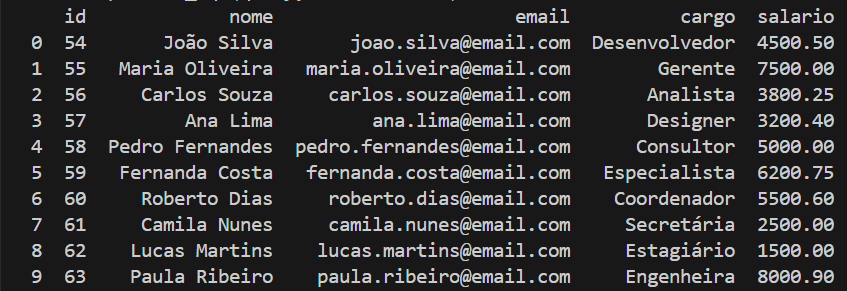 id nome email cargo salario
0 54 João Silva joao.silva@email.com Desenvolvedor 4500.50
1 55 Maria Oliveira maria.oliveira@email.com Gerente 7500.00
2 56 Carlos Souza carlos.souza@email.com Analista 3800.25
3 57 Ana Lima ana.lima@email.com Designer 3200.40
4 58 Pedro Fernandes pedro.fernandes@email.com Consultor 5000.00
5 59 Fernanda Costa fernanda.costa@email.com Especialista 6200.75
6 60 Roberto Dias roberto.dias@email.com Coordenador 5500.60
7 61 Camila Nunes camila.nunes@email.com Secretária 2500.00
8 62 Lucas Martins lucas.martins@email.com Estagiário 1500.00
9 63 Paula Ribeiro paula.ribeiro@email.com Engenheira 8000.90